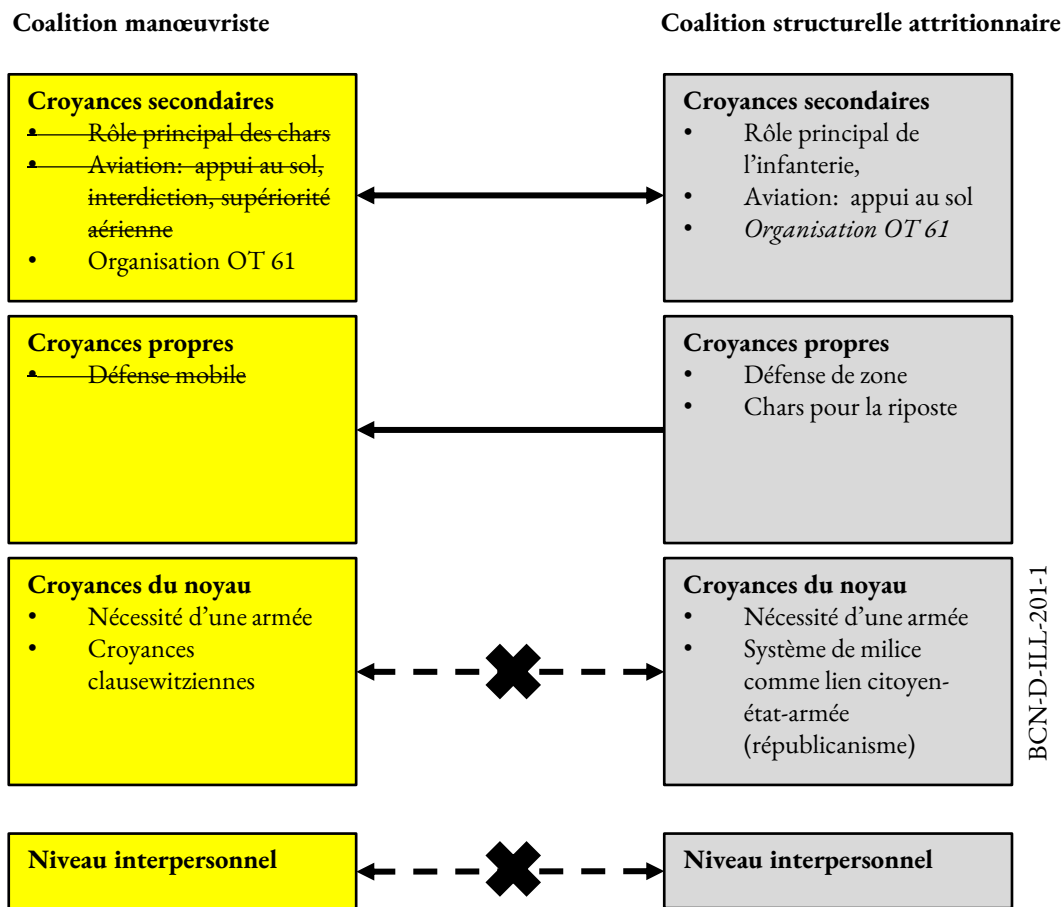 Coalition manœuvriste
Coalition structurelle attritionnaire
Croyances secondaires
• Rôle principal des chars
• Aviation: appui au sol,
interdiction, supériorité
aérienne
• Organisation OT 61
Croyances secondaires
• Rôle principal de
l’infanterie,
• Aviation: appui au sol
• Organisation OT 61
Croyances propres
• Défense mobile
Croyances propres
• Défense de zone
• Chars pour la riposte
Croyances du noyau
• Nécessité d’une armée
• Croyances
clausewitziennes
Croyances du noyau
• Nécessité d’une armée
• Système de milice
comme lien citoyen-
état-armée
(républicanisme)
Niveau interpersonnel
Niveau interpersonnel
BCN-D-ILL-201-1